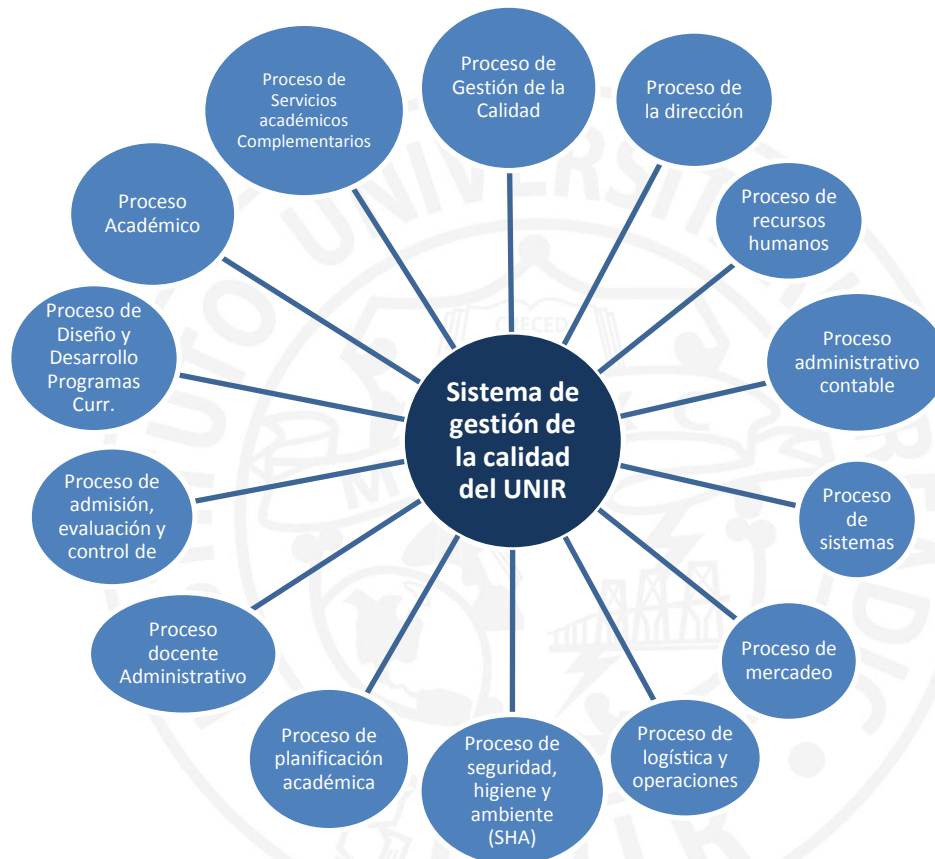 Proceso de
Gestión de la
Calidad
Proceso de
la dirección
Proceso de
recursos
humanos
Proceso
administrativo
contable
Proceso
de
sistemas
Proceso de
mercadeo
Proceso de
logística y
operaciones
Proceso de
seguridad,
higiene y
ambiente
(SHA)
Proceso de
planificación
académica
Proceso
docente
Administrativo
Proceso de
admisión,
evaluación y
control de
Proceso de
Diseño y
Desarrollo
Programas
Curr.
Proceso
Académico
Proceso de
Servicios
académicos
Complementarios
Sistema de
gestión de
la calidad
del UNIR